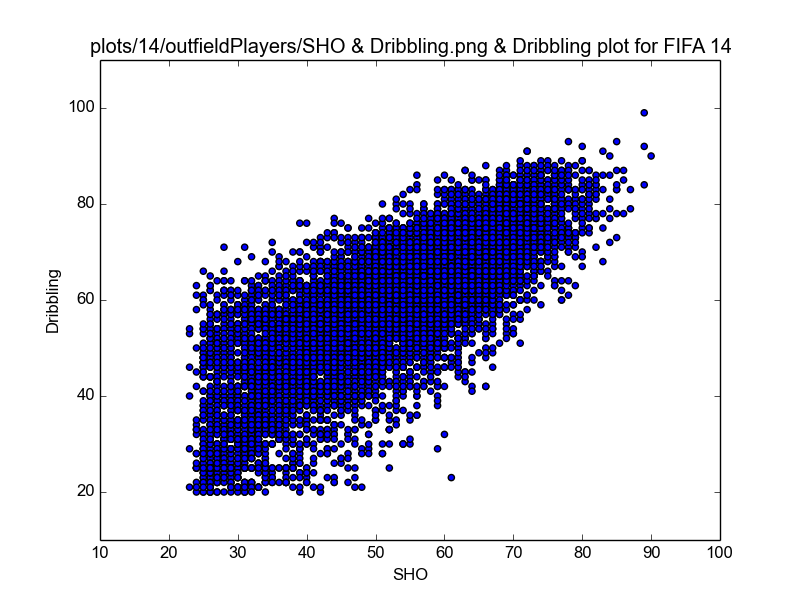 plots/14/outfieldPlayers/SHO & Dribbling.png & Dribbling plot for FIFA 14
100
80
60
40
20
Dribbling
10 20 30 40 50 60 70 80 90 100
SHO